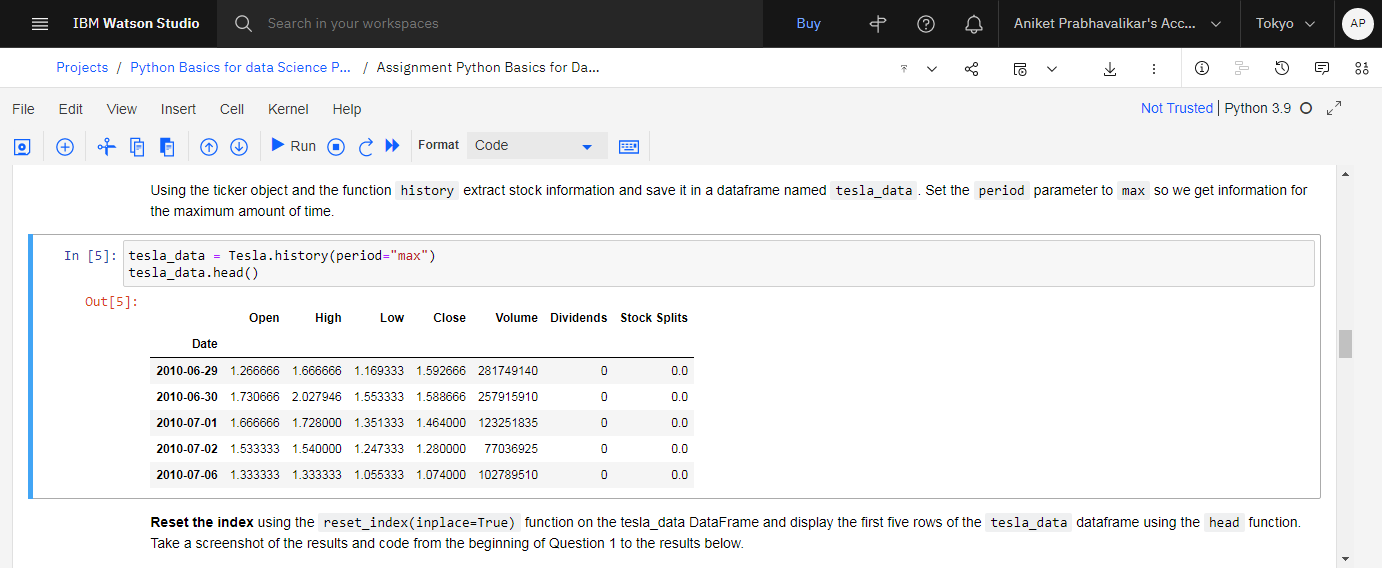 IBM Watson Studio Search in your workspaces Buy Aniket Prabhavalikar's Acc... Tokyo AP
Projects / Python Basics for data Science P... / Assignment Python Basics for Da...
File Edit View Insert Cell Kernel Help Not Trusted Python 3.9
Run Format Code
Using the ticker object and the function history extract stock information and save it in a dataframe named tesla_data . Set the period parameter to max so we get information for
the maximum amount of time.
In [5]: tesla_data = Tesla.history(period="max")
tesla_data.head()
Out[5]:
Open High Low Close Volume Dividends Stock Splits
Date
2010-06-29 1.266666 1.666666 1.169333 1.592666 281749140 0 0.0
2010-06-30 1.730666 2.027946 1.553333 1.588666 257915910 0 0.0
2010-07-01 1.666666 1.728000 1.351333 1.464000 123251835 0 0.0
2010-07-02 1.533333 1.540000 1.247333 1.280000 77036925 0 0.0
2010-07-06 1.333333 1.333333 1.055333 1.074000 102789510 0 0.0
Reset the index using the reset_index(inplace=True) function on the tesla_data DataFrame and display the first five rows of the tesla_data dataframe using the head function.
Take a screenshot of the results and code from the beginning of Question 1 to the results below.